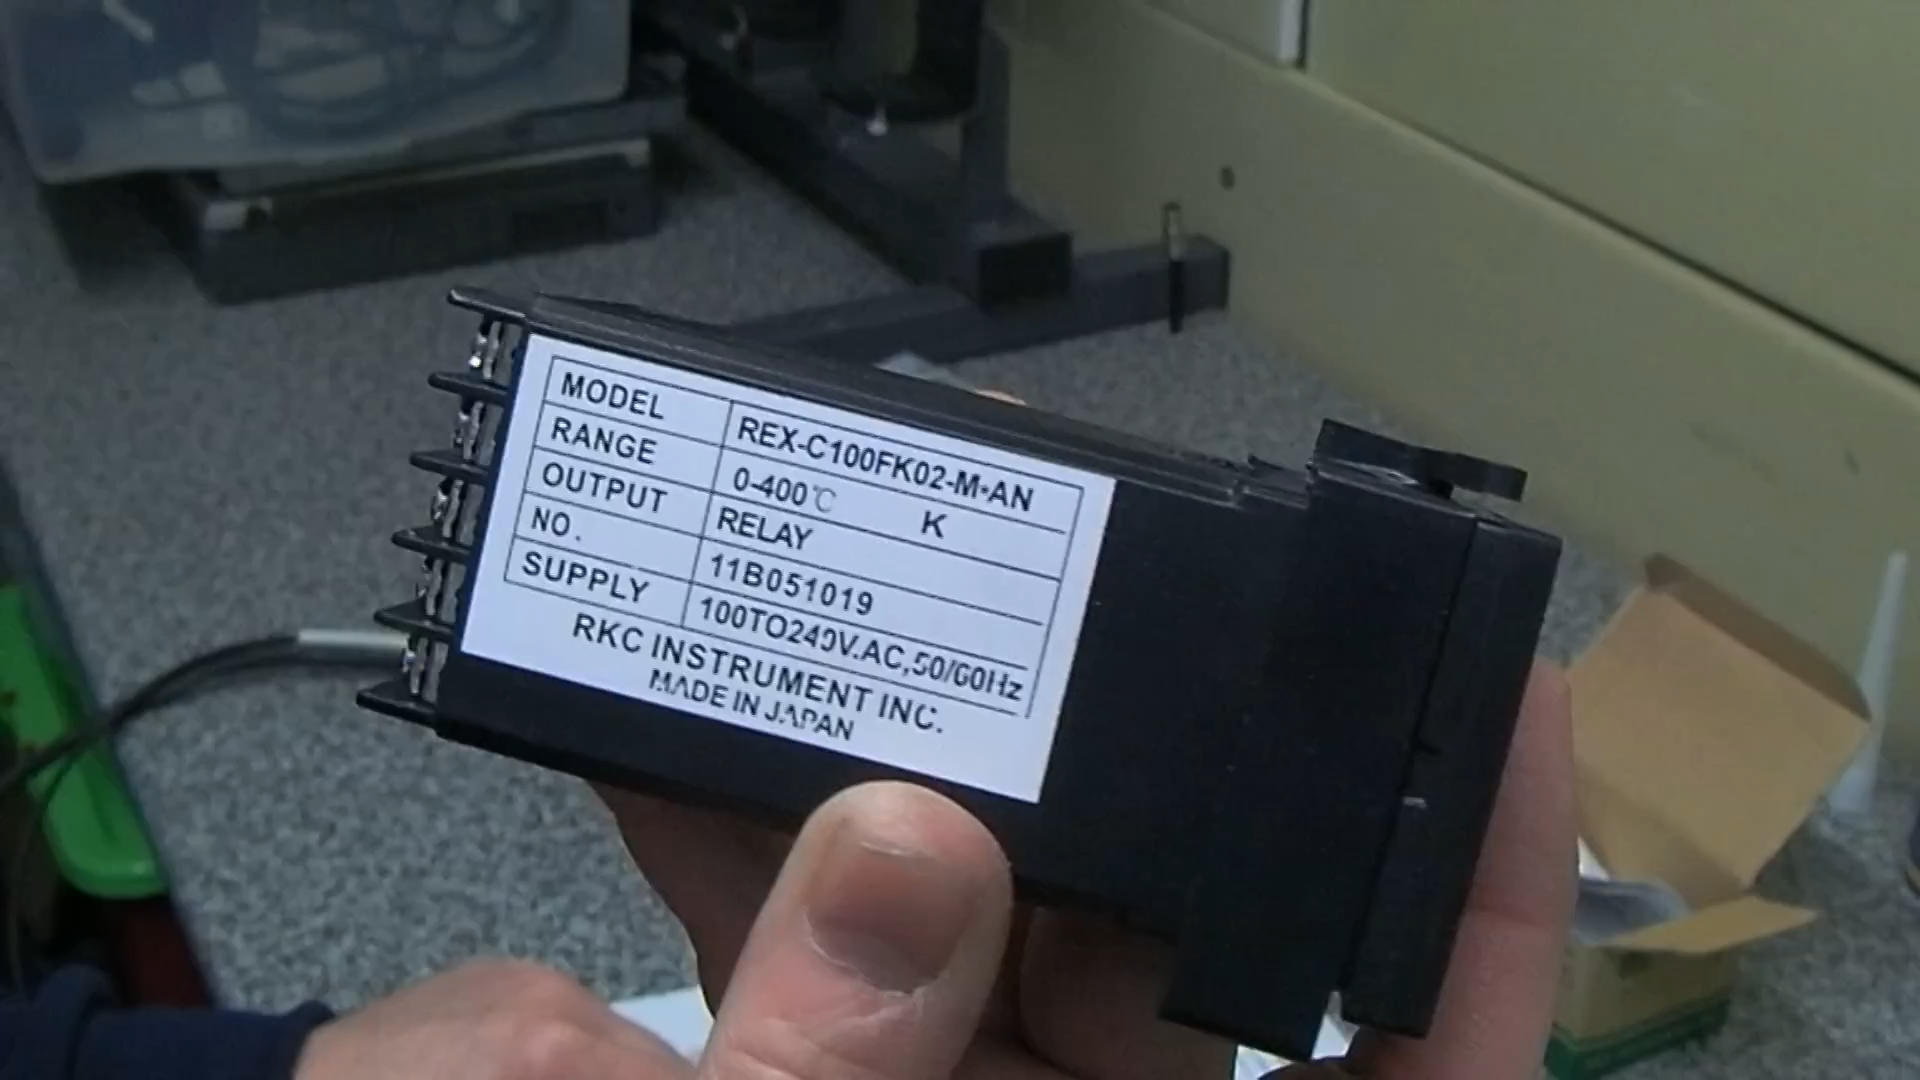 MODEL REX-C100FK02-M*AN
RANGE 0-400℃ K
OUTPUT RELAY
NO. 11B051019
SUPPLY 100TO240V.AC,50/60Hz
RKC INSTRUMENT INC.
MADE IN JAPAN